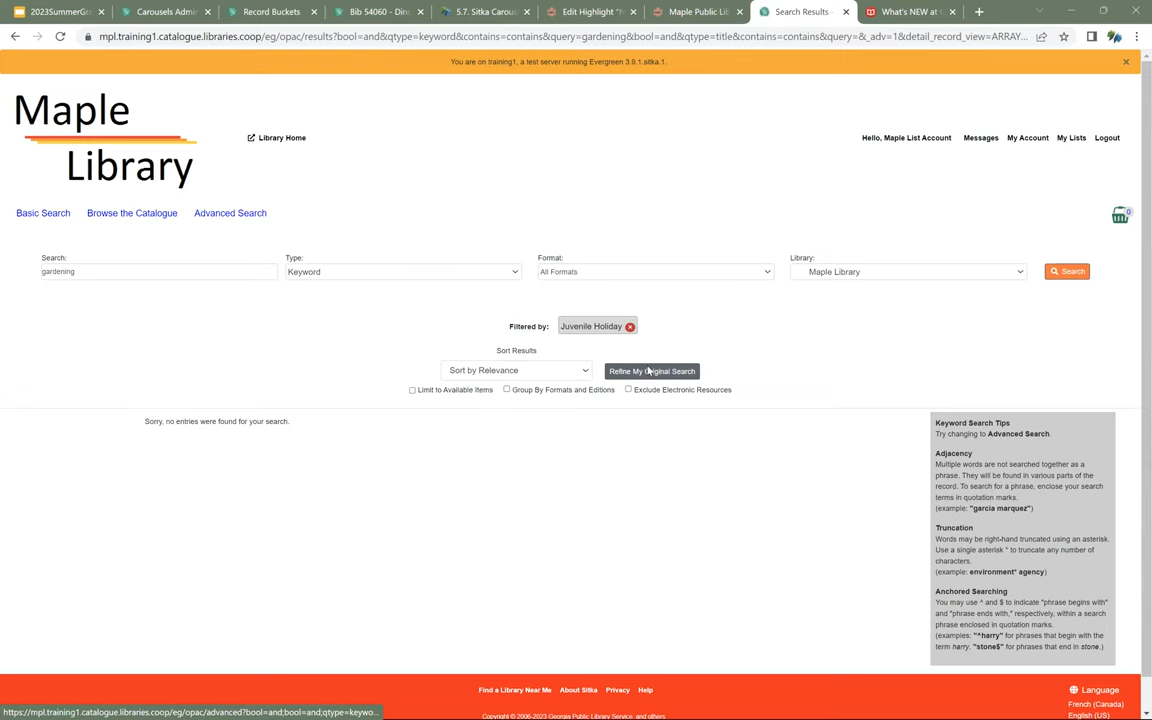 2023SummerGra
Carousels Admi
Record Buckets
Bib 54060 - Din
5.7. Sitka Carou
Edit Highlight "
Maple Public Li
Search Results -
What's NEW at
mpl.training1.catalogue.libraries.coop/eg/opac/results?bool=and&qtype=keyword&contains=contains&query=gardening&bool=and&qtype=title&contains=contains&query=&_adv=1&detail_record_view=ARRAY...
You are on training1, a test server running Evergreen 3.9.1.sitka.1.
Maple
Library
Library Home
Hello, Maple List Account
Messages
My Account
My Lists
Logout
Basic Search
Browse the Catalogue
Advanced Search
0
Search:
Type:
Format:
Library:
gardening
Keyword
All Formats
Maple Library
Search
Filtered by:
Juvenile Holiday
Sort Results
Sort by Relevance
Refine My Original Search
Limit to Available Items
Group By Formats and Editions
Exclude Electronic Resources
Sorry, no entries were found for your search.
Keyword Search Tips
Try changing to Advanced Search.
Adjacency
Multiple words are not searched together as a
phrase. They will be found in various parts of the
record. To search for a phrase, enclose your search
terms in quotation marks.
(example: "garcia marquez")
Truncation
Words may be right-hand truncated using an asterisk.
Use a single asterisk * to truncate any number of
characters.
(example: environment* agency)
Anchored Searching
You may use ^ and $ to indicate "phrase begins with"
and "phrase ends with," respectively, within a search
phrase enclosed in quotation marks.
(examples: "^harry" for phrases that begin with the
term harry. "stone$" for phrases that end in stone.)
Find a Library Near Me
About Sitka
Privacy
Help
Language
French (Canada)
English (US)
Copyright © 2006-2023 Georgia Public Library Service, and others
https://mpl.training1.catalogue.libraries.coop/eg/opac/advanced?bool=and;bool=and;qtype=keywo...